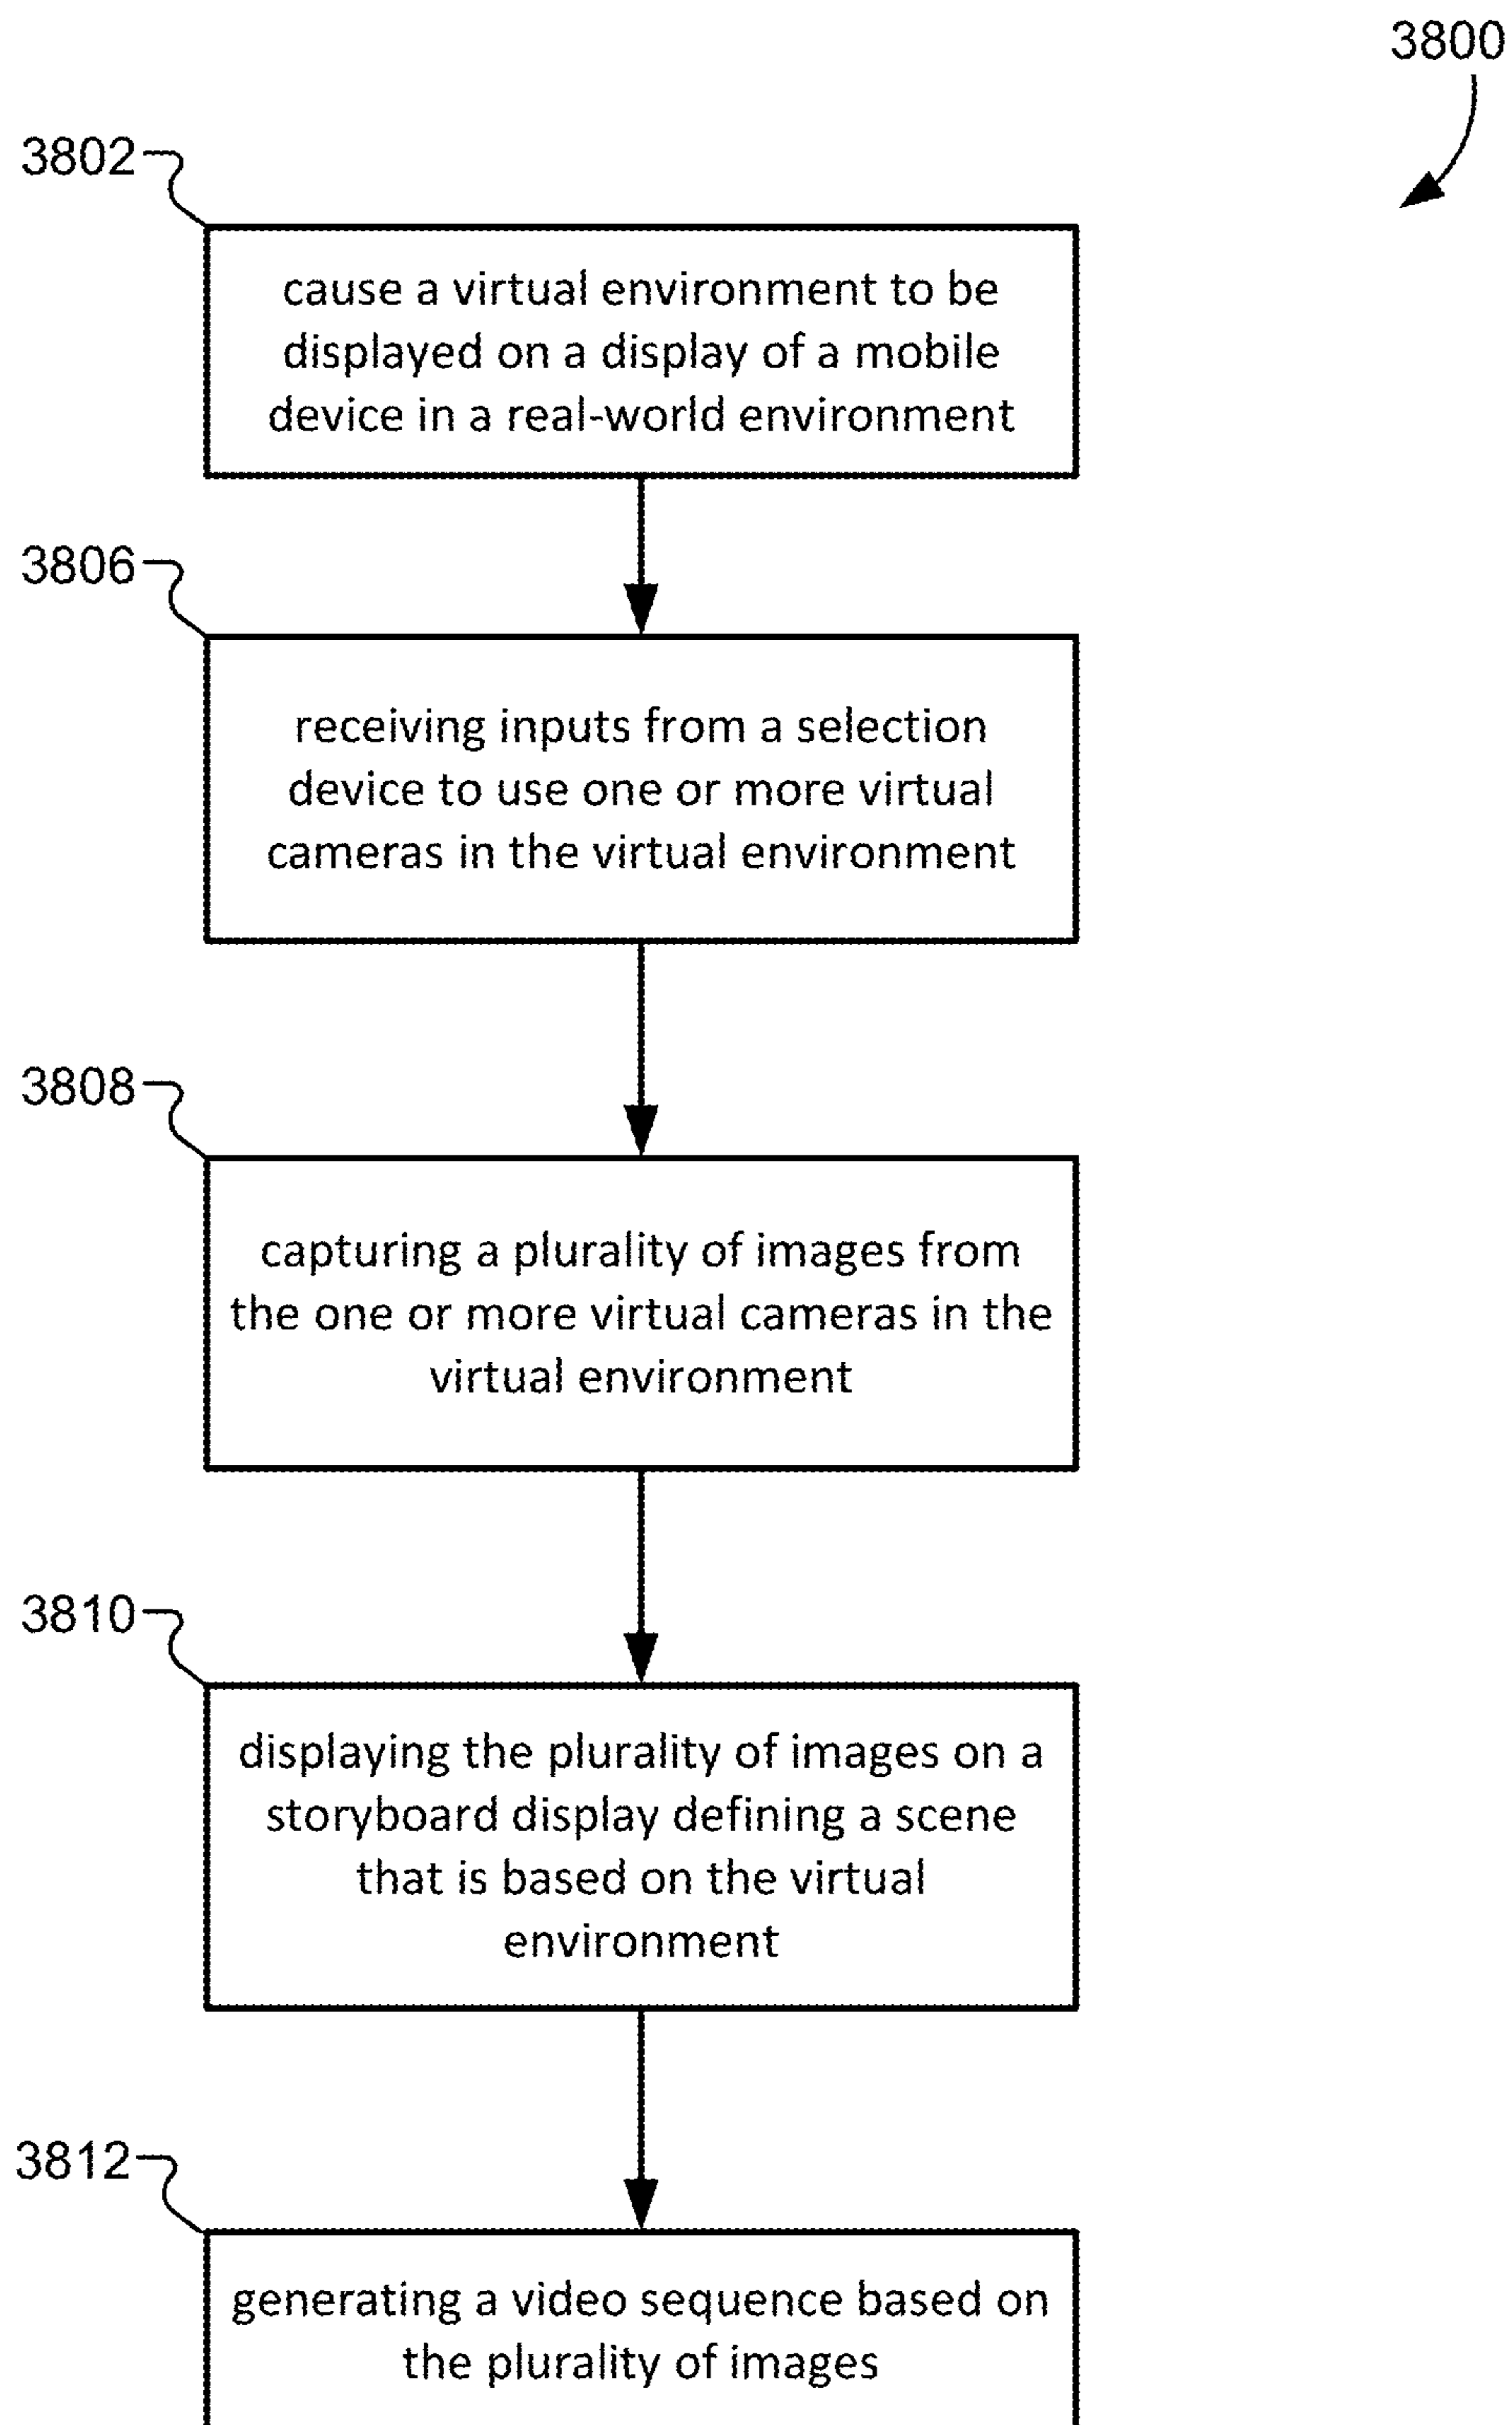 3800
3802
cause a virtual environment to be
displayed on a display of a mobile
device in a real-world environment
3806
receiving inputs from a selection
device to use one or more virtual
cameras in the virtual environment
3808
capturing a plurality of images from
the one or more virtual cameras in the
virtual environment
3810
displaying the plurality of images on a
storyboard display defining a scene
that is based on the virtual
environment
3812
generating a video sequence based on
the plurality of images